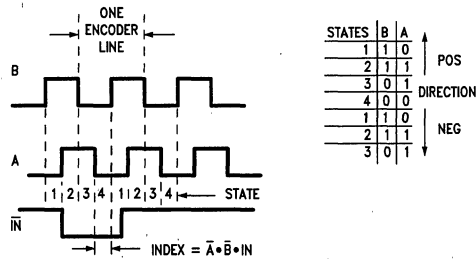 ONE
ENCODER
LINE
B
A
1 2 3 4 1 2 3 4 STATE
IN
INDEX = A̅•B̅•IN
STATES B A
1 1 0
2 1 1
3 0 1
4 0 0
1 1 0
2 1 1
3 0 1
POS
DIRECTION
NEG